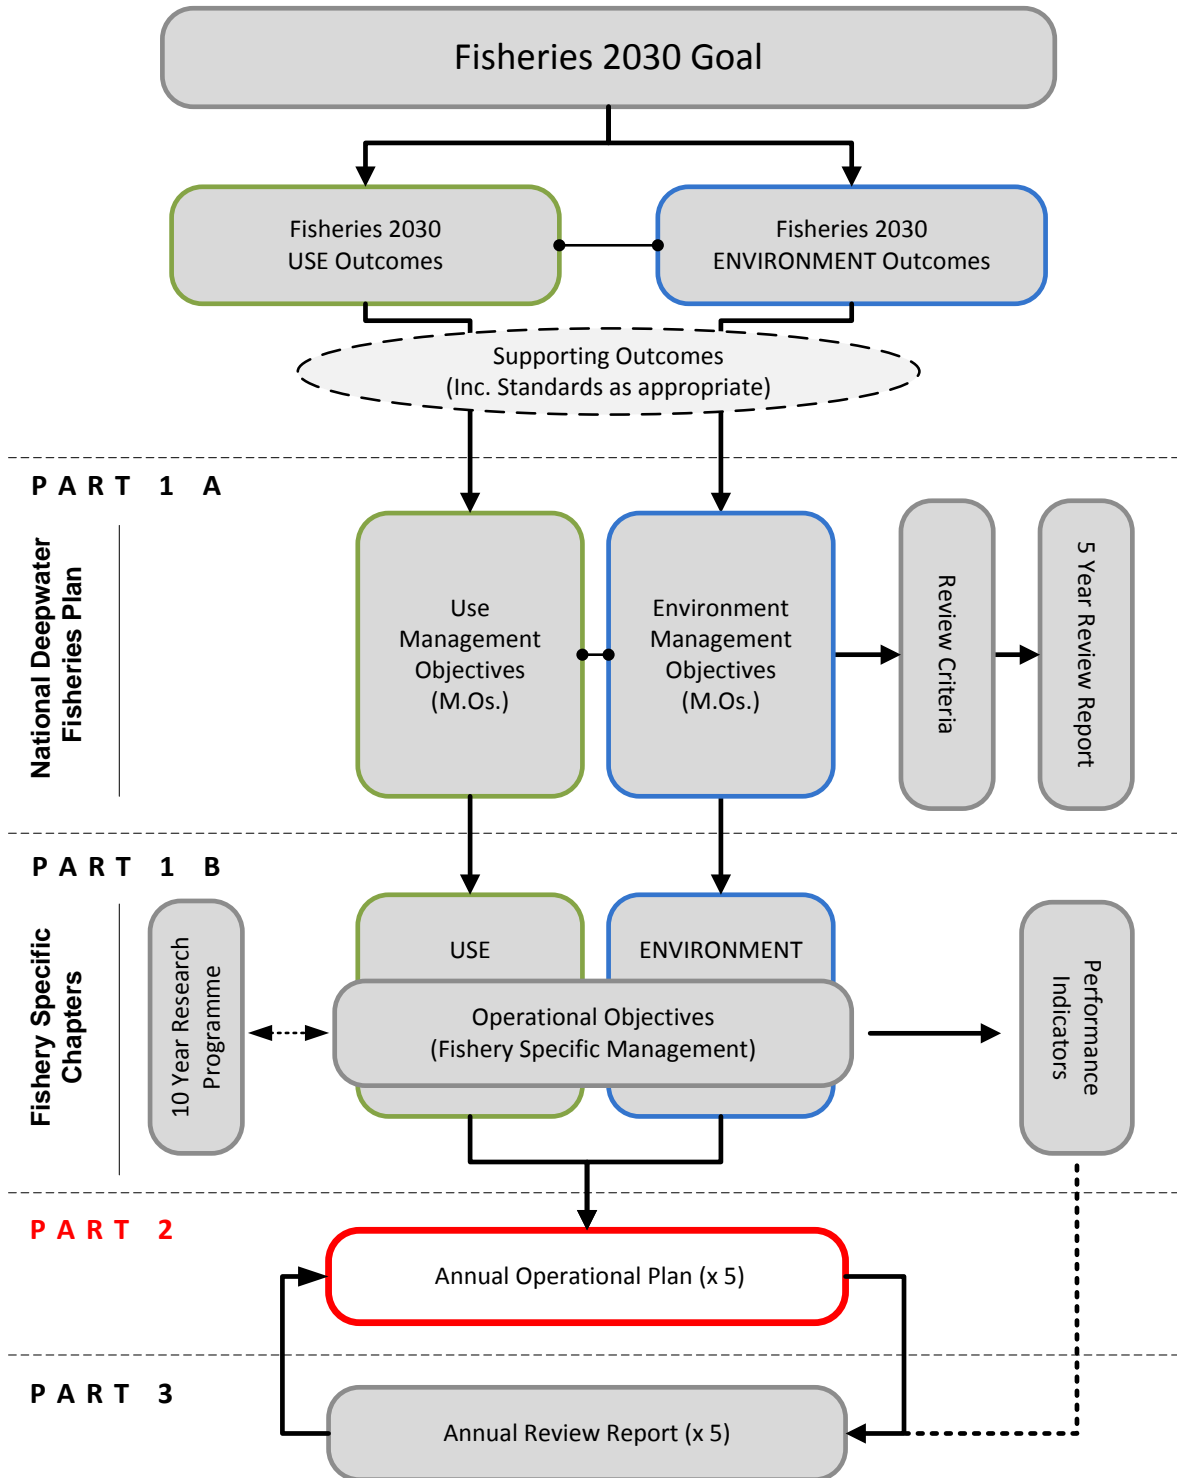 Fisheries 2030 Goal
Fisheries 2030
USE Outcomes
Fisheries 2030
ENVIRONMENT Outcomes
Supporting Outcomes
(Inc. Standards as appropriate)
PART 1 A
National Deepwater
Fisheries Plan
Use
Management
Objectives
(M.Os.)
Environment
Management
Objectives
(M.Os.)
Review Criteria
5 Year Review Report
PART 1 B
Fishery Specific
Chapters
10 Year Research
Programme
USE
ENVIRONMENT
Operational Objectives
(Fishery Specific Management)
Performance
Indicators
PART 2
Annual Operational Plan (x 5)
PART 3
Annual Review Report (x 5)